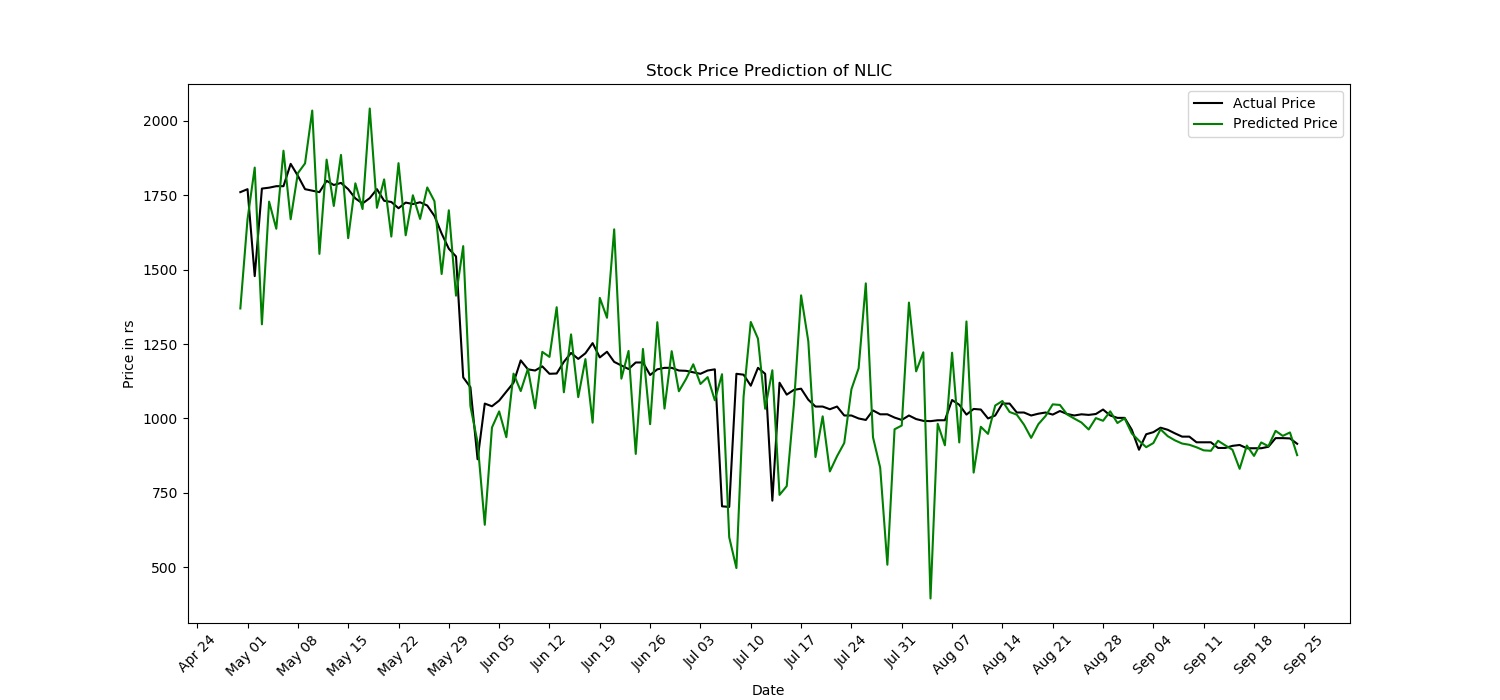 Stock Price Prediction of NLIC
Actual Price
Predicted Price
Price in rs
2000
1750
1500
1250
1000
750
500
Apr 24
May 01
May 08
May 15
May 22
May 29
Jun 05
Jun 12
Jun 19
Jun 26
Jul 03
Jul 10
Jul 17
Jul 24
Jul 31
Aug 07
Aug 14
Aug 21
Aug 28
Sep 04
Sep 11
Sep 18
Sep 25
Date